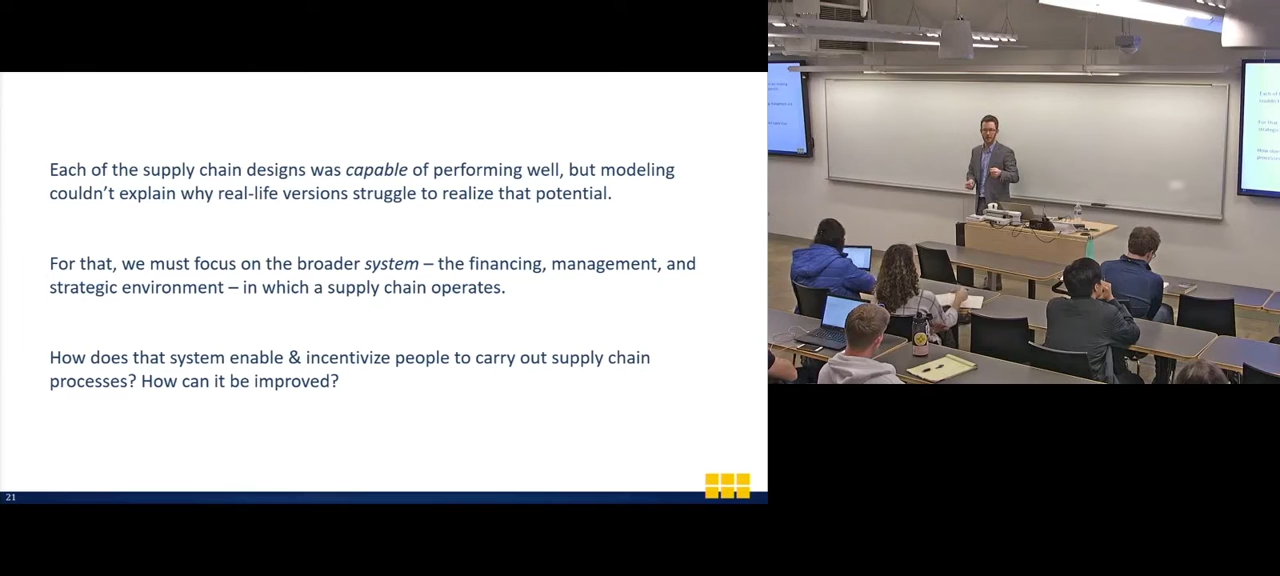 Each of the supply chain designs was capable of performing well, but modeling
couldn’t explain why real-life versions struggle to realize that potential.
For that, we must focus on the broader system – the financing, management, and
strategic environment – in which a supply chain operates.
How does that system enable & incentivize people to carry out supply chain
processes? How can it be improved?
21